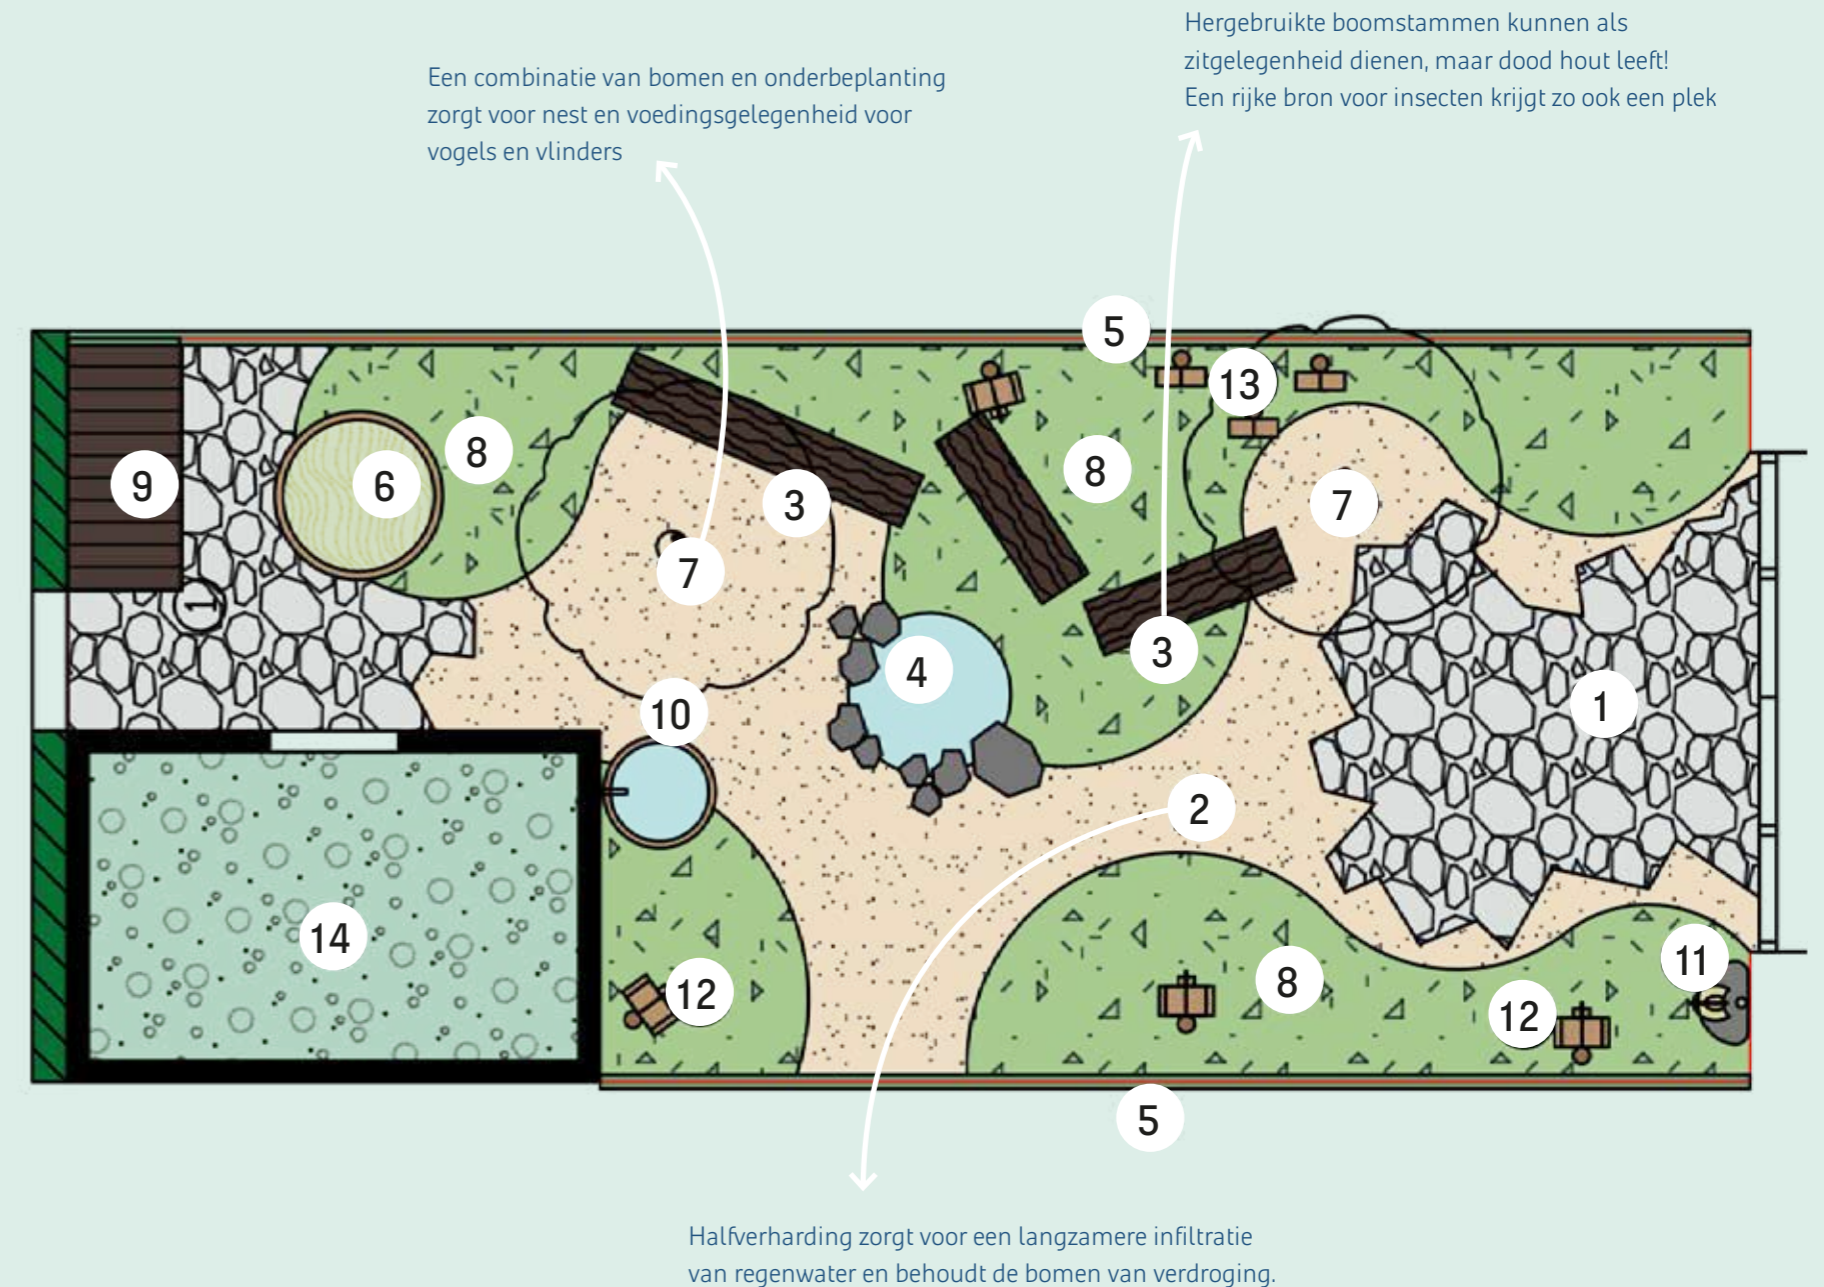 Hergebruikte boomstammen kunnen als
zitgelegenheid dienen, maar dood hout leeft!
Een rijke bron voor insecten krijgt zo ook een plek
Een combinatie van bomen en onderbeplanting
zorgt voor nest en voedingsgelegenheid voor
vogels en vlinders
5
13
8
8
9
6
3
7
7
1
3
4
1
10
2
14
12
8
12
11
5
Halfverharding zorgt voor een langzamere infiltratie
van regenwater en behoudt de bomen van verdroging.